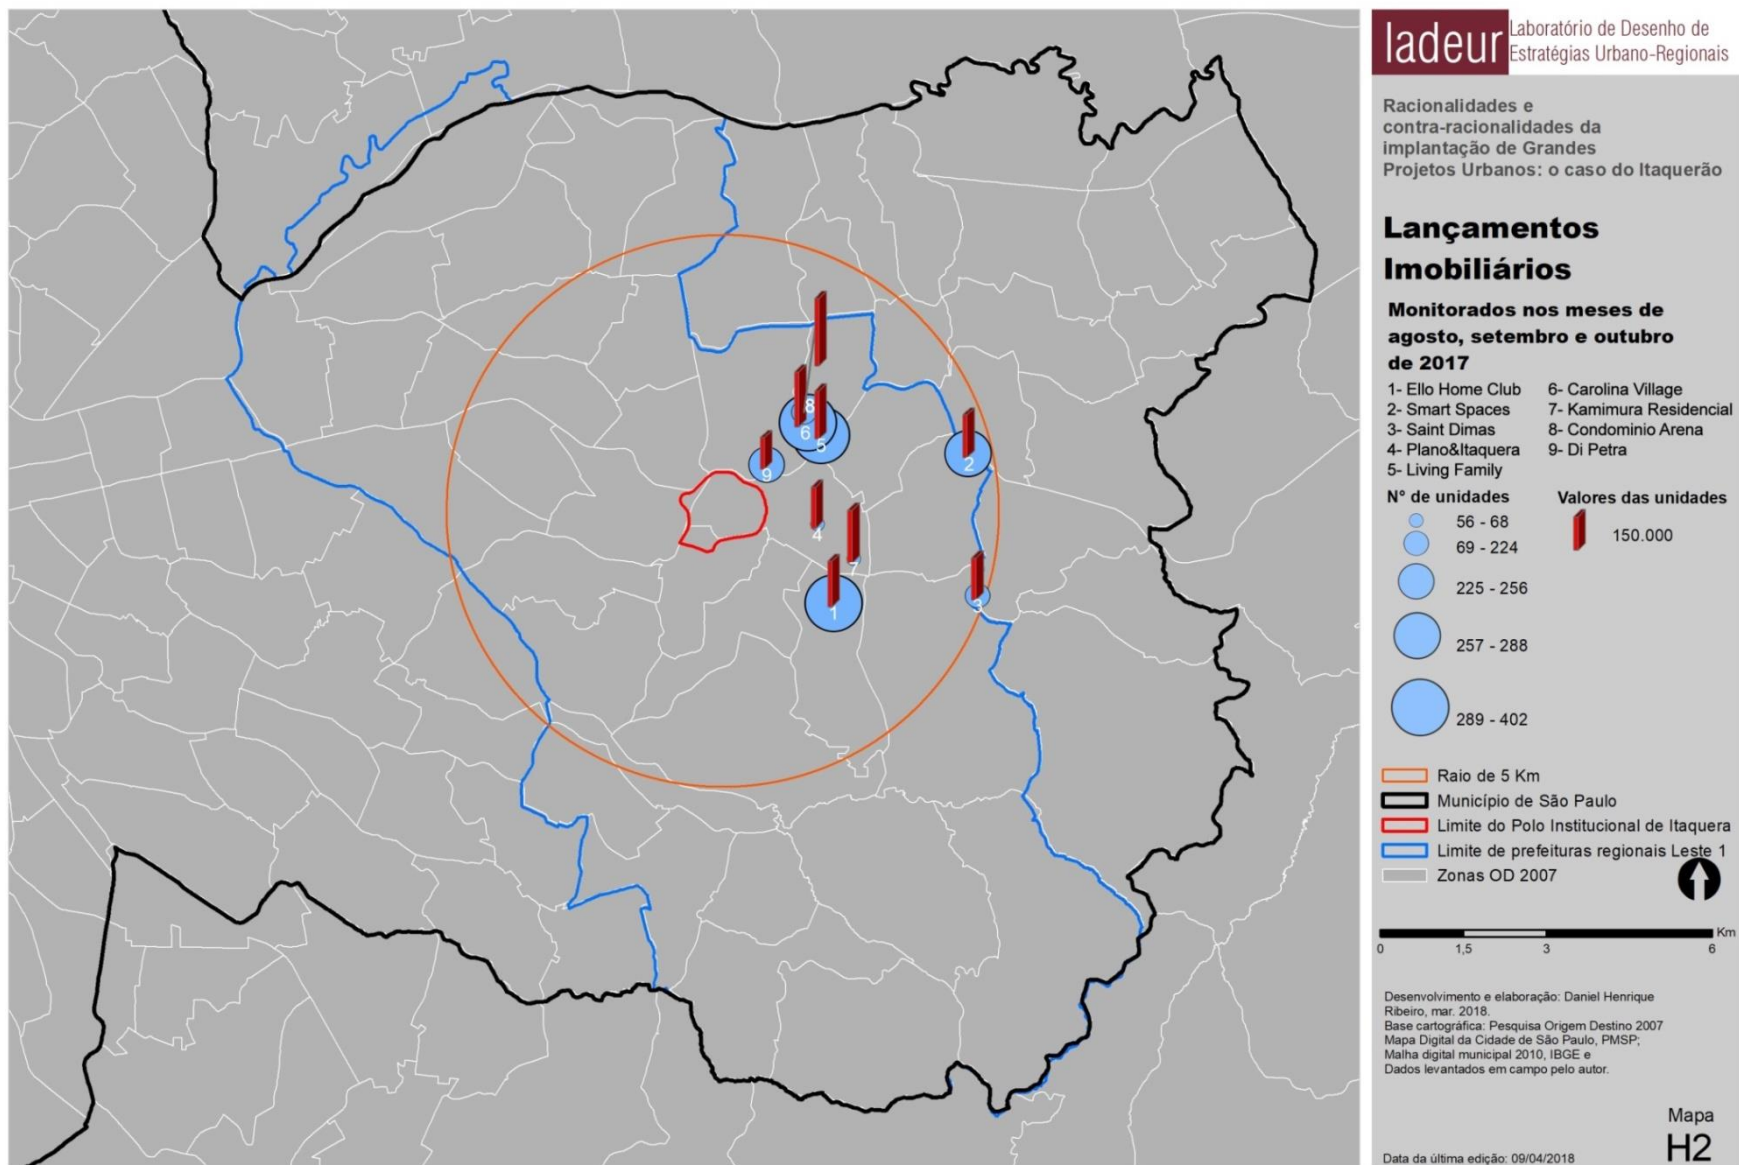 ladeur
Laboratório de Desenho de
Estratégias Urbano-Regionais
Racionalidades e
contra-racionalidades da
implantação de Grandes
Projetos Urbanos: o caso do Itaquerão
Lançamentos
Imobiliários
Monitorados nos meses de
agosto, setembro e outubro
de 2017
1- Ello Home Club
2- Smart Spaces
3- Saint Dimas
4- Plano&Itaquera
5- Living Family
6- Carolina Village
7- Kamimura Residencial
8- Condominio Arena
9- Di Petra
N° de unidades
56 - 68
69 - 224
225 - 256
257 - 288
289 - 402
Valores das unidades
150.000
Raio de 5 Km
Município de São Paulo
Limite do Polo Institucional de Itaquera
Limite de prefeituras regionais Leste 1
Zonas OD 2007
Km
0 1,5 3 6
Desenvolvimento e elaboração: Daniel Henrique
Ribeiro, mar. 2018.
Base cartográfica: Pesquisa Origem Destino 2007
Mapa Digital da Cidade de São Paulo, PMSP;
Malha digital municipal 2010, IBGE e
Dados levantados em campo pelo autor.
Mapa
H2
Data da última edição: 09/04/2018
8
6
5
2
9
4
7
3
1